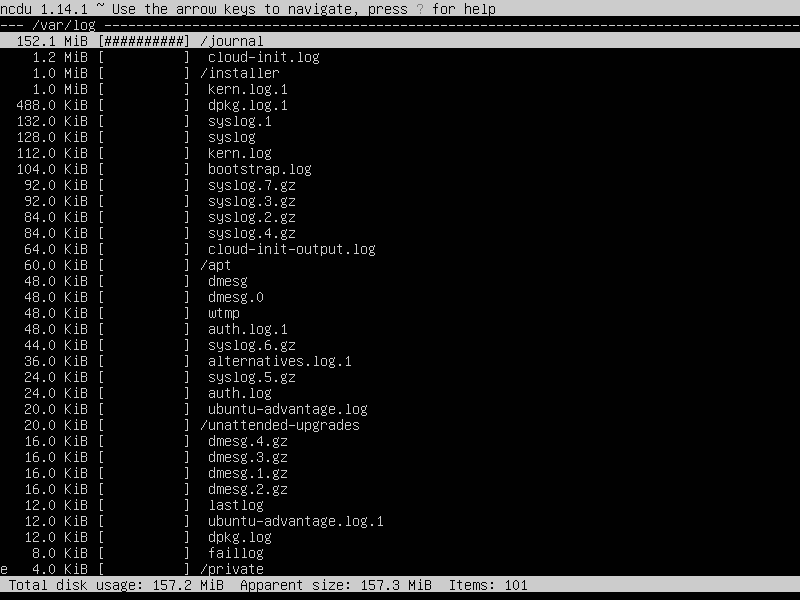 ncdu 1.14.1 ~ Use the arrow keys to navigate, press ? for help
--- /var/log ---------------------------------------------------------------------------------------
  152.1 MiB [##########] /journal
    1.2 MiB [          ]  cloud-init.log
    1.0 MiB [          ] /installer
    1.0 MiB [          ]  kern.log.1
  488.0 KiB [          ]  dpkg.log.1
  132.0 KiB [          ]  syslog.1
  128.0 KiB [          ]  syslog
  112.0 KiB [          ]  kern.log
  104.0 KiB [          ]  bootstrap.log
   92.0 KiB [          ]  syslog.7.gz
   92.0 KiB [          ]  syslog.3.gz
   84.0 KiB [          ]  syslog.2.gz
   84.0 KiB [          ]  syslog.4.gz
   64.0 KiB [          ]  cloud-init-output.log
   60.0 KiB [          ] /apt
   48.0 KiB [          ]  dmesg
   48.0 KiB [          ]  dmesg.0
   48.0 KiB [          ]  wtmp
   48.0 KiB [          ]  auth.log.1
   44.0 KiB [          ]  syslog.6.gz
   36.0 KiB [          ]  alternatives.log.1
   24.0 KiB [          ]  syslog.5.gz
   24.0 KiB [          ]  auth.log
   20.0 KiB [          ]  ubuntu-advantage.log
   20.0 KiB [          ] /unattended-upgrades
   16.0 KiB [          ]  dmesg.4.gz
   16.0 KiB [          ]  dmesg.3.gz
   16.0 KiB [          ]  dmesg.1.gz
   16.0 KiB [          ]  dmesg.2.gz
   12.0 KiB [          ]  lastlog
   12.0 KiB [          ]  ubuntu-advantage.log.1
   12.0 KiB [          ]  dpkg.log
    8.0 KiB [          ]  faillog
e   4.0 KiB [          ] /private
 Total disk usage: 157.2 MiB  Apparent size: 157.3 MiB  Items: 101